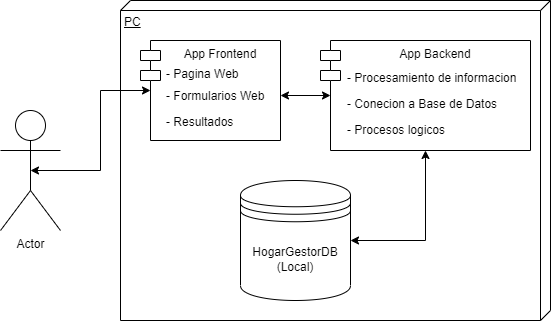 PC
App Frontend
- Pagina Web
- Formularios Web
- Resultados
App Backend
- Procesamiento de informacion
- Conecion a Base de Datos
- Procesos logicos
Actor
HogarGestorDB
(Local)